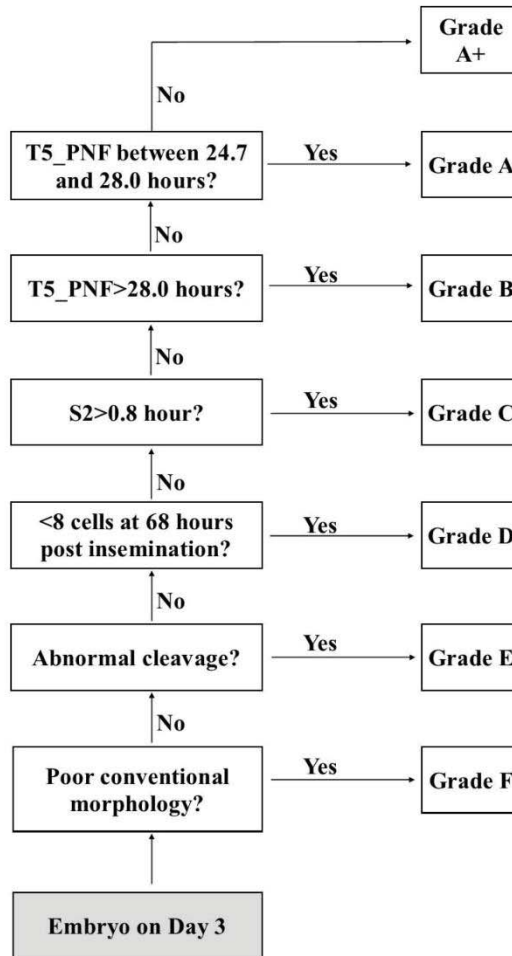 Grade
A+
No
T5_PNF between 24.7
and 28.0 hours?
Yes
Grade A
No
T5_PNF>28.0 hours?
Yes
Grade B
No
S2>0.8 hour?
Yes
Grade C
No
<8 cells at 68 hours
post insemination?
Yes
Grade D
No
Abnormal cleavage?
Yes
Grade E
No
Poor conventional
morphology?
Yes
Grade F
Embryo on Day 3